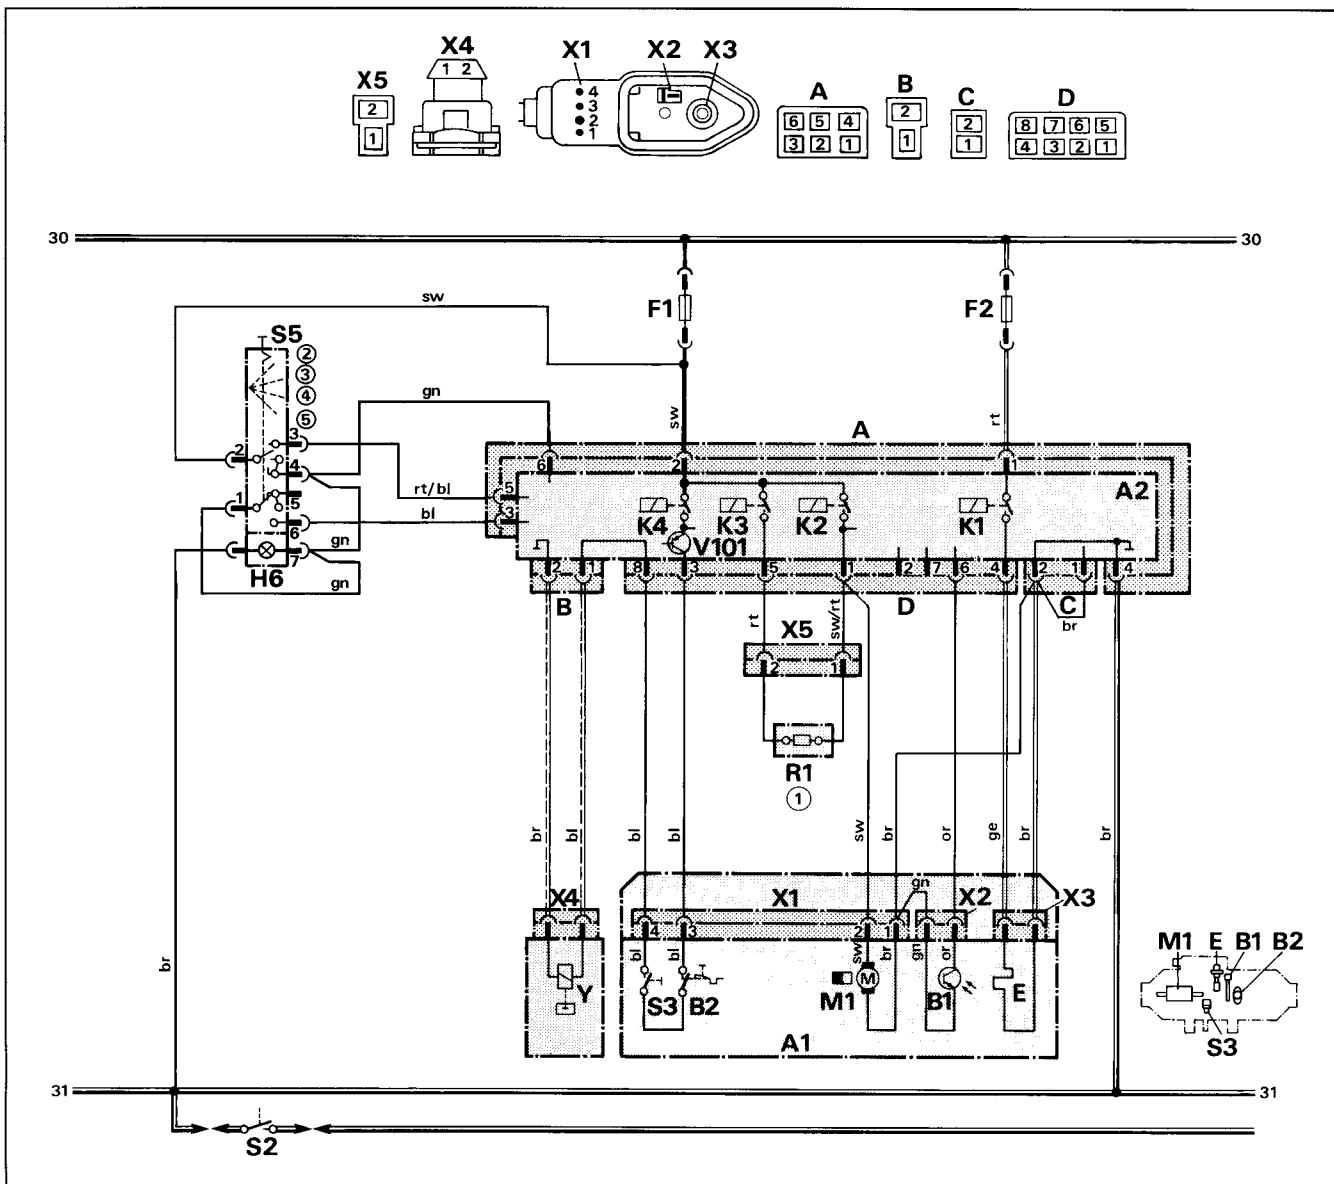 X5
X4
X1
X2
X3
A
B
C
D
2
1
1 2
4
3
2
1
6 5 4
3 2 1
2
1
2
1
8 7 6 5
4 3 2 1
30
30
sw
F1
F2
S5
2
3
4
5
gn
sw
rt
A
2
3
4
1
5
6
7
rt/bl
bl
gn
gn
H6
6
2
1
5
3
A2
K4
K3
K2
K1
V101
2
1
8
3
5
1
2
7
6
4
2
1
4
B
D
C
br
rt
sw/rt
X5
2
1
R1
1
br
bl
bl
bl
sw
br
or
ge
br
br
br
X4
X1
gn
X2
X3
4
3
2
1
bl
bl
sw
br
gn
or
Y
S3
B2
M1
M
B1
E
A1
M1 E B1 B2
S3
31
31
S2